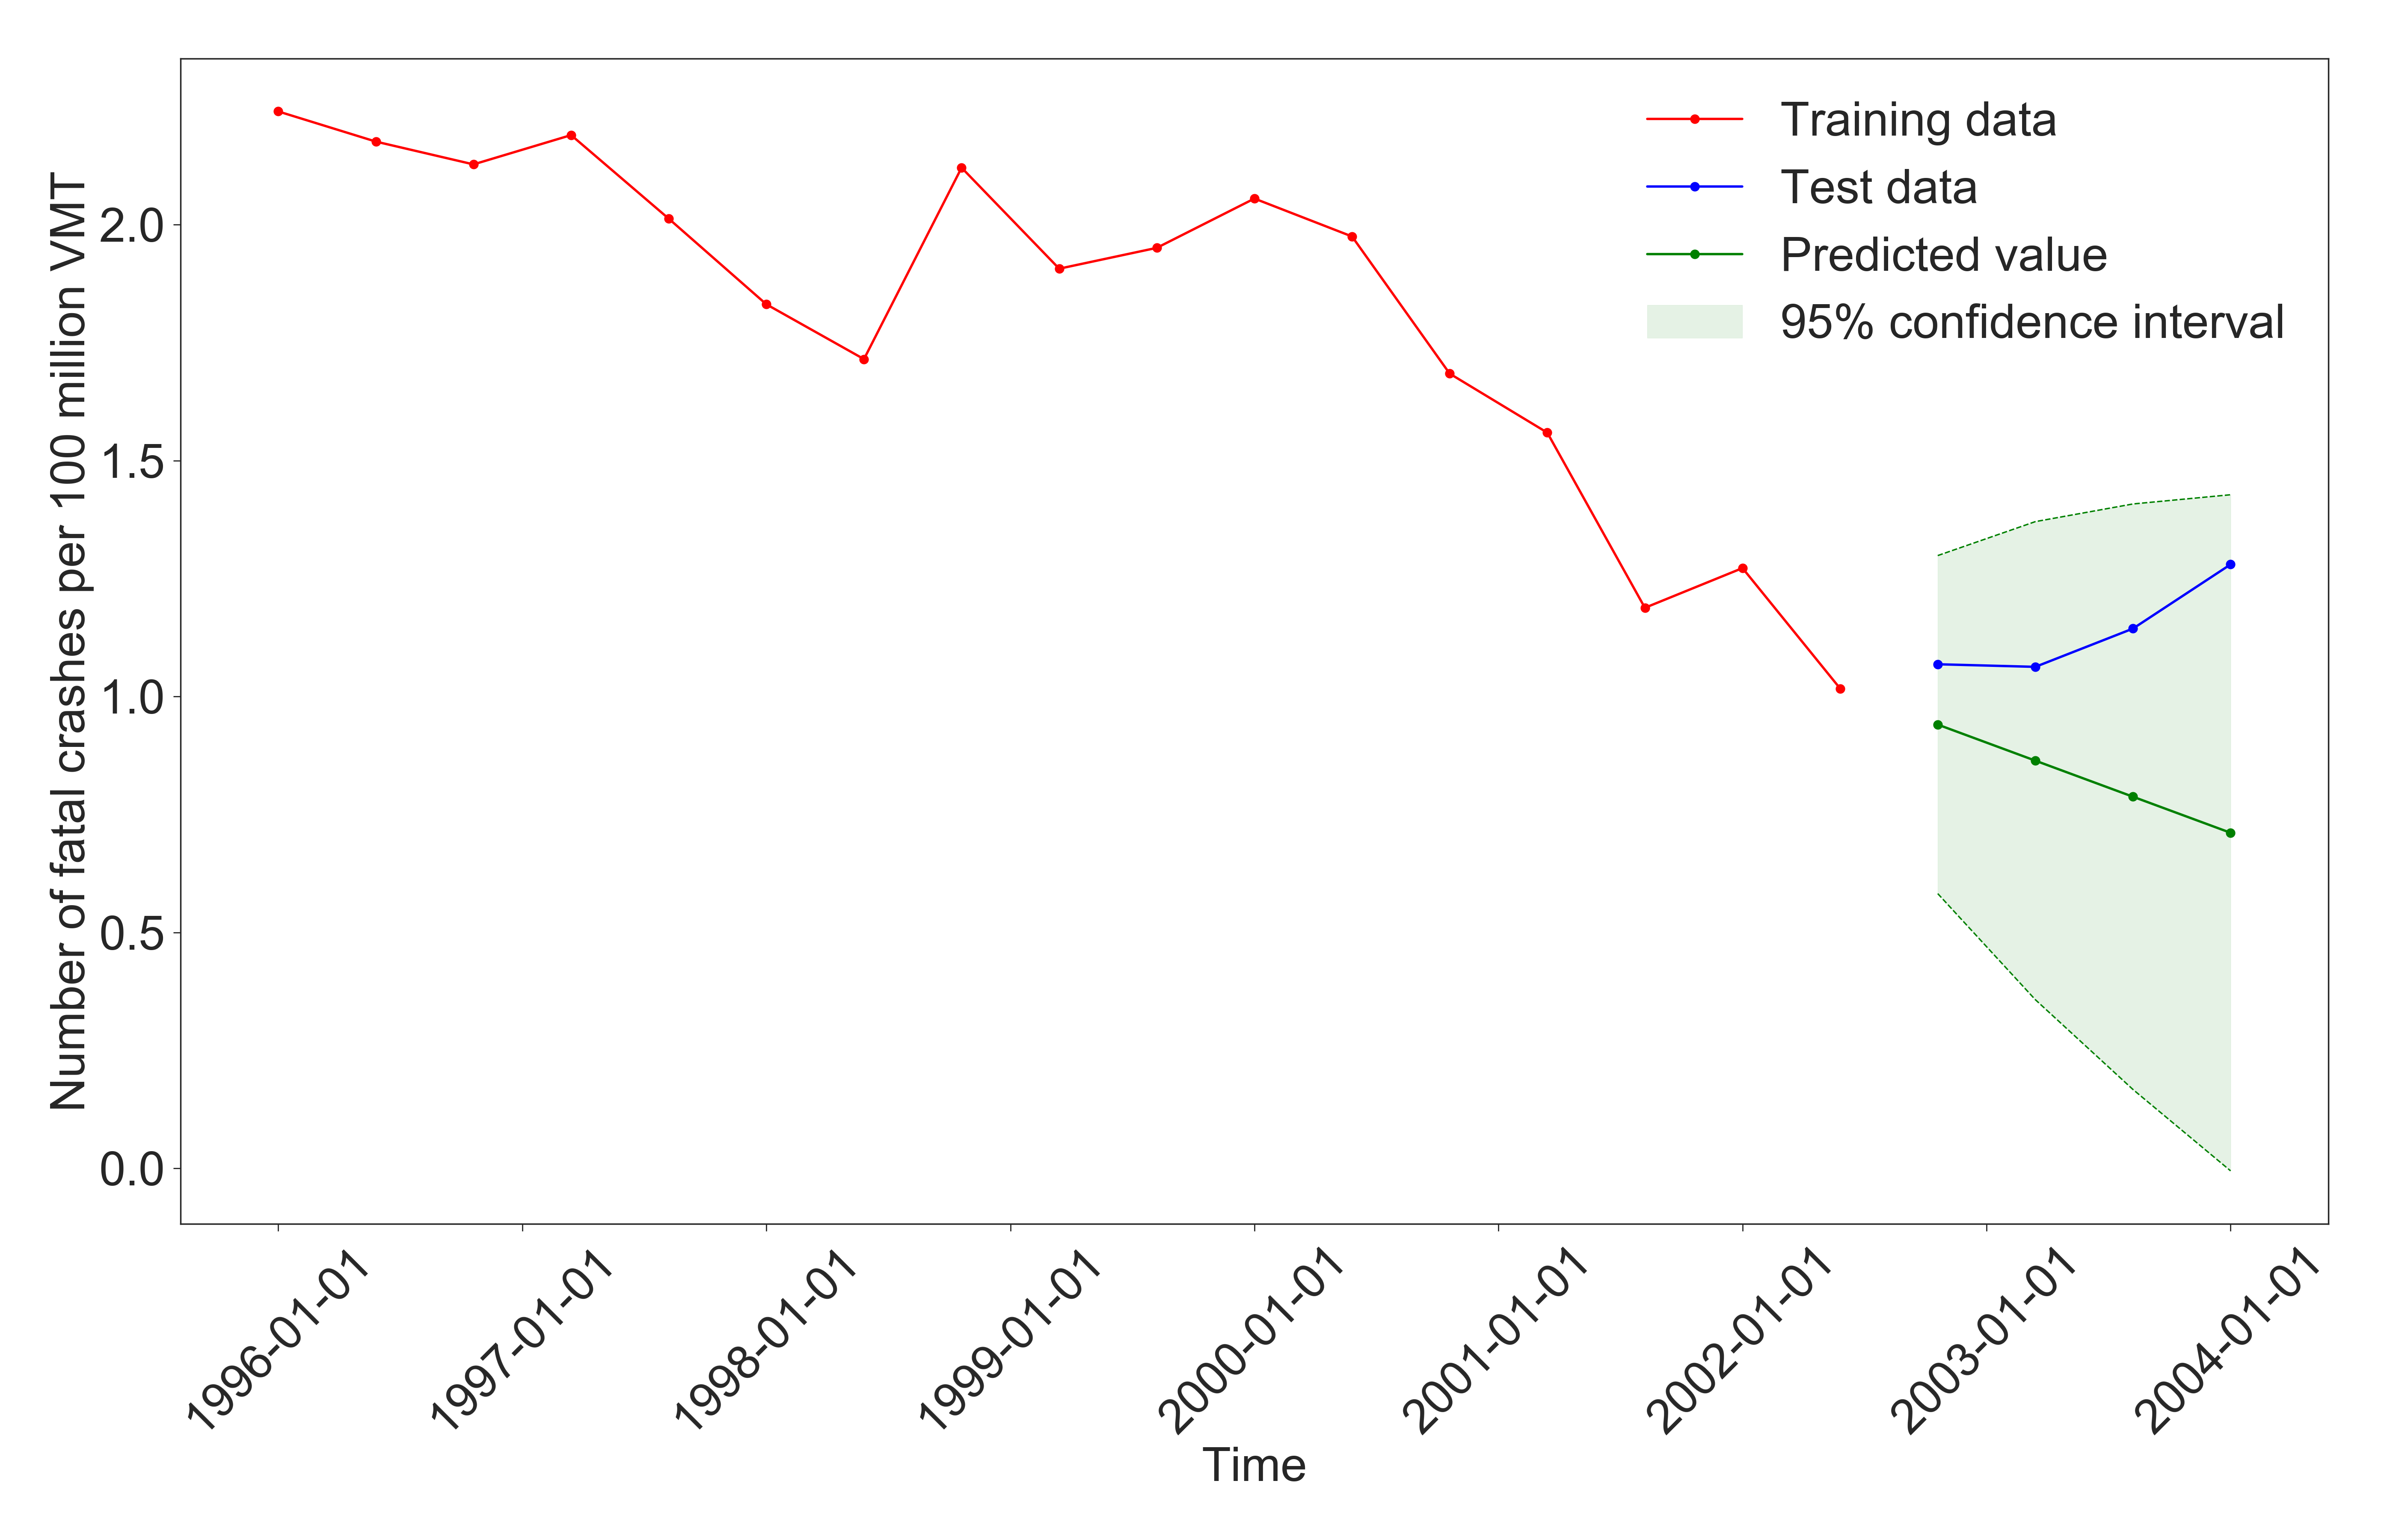 Training data
Test data
Predicted value
95% confidence interval
Number of fatal crashes per 100 million VMT
2.0
1.5
1.0
0.5
0.0
1996-01-01
1997-01-01
1998-01-01
1999-01-01
2000-01-01
2001-01-01
2002-01-01
2003-01-01
2004-01-01
Time